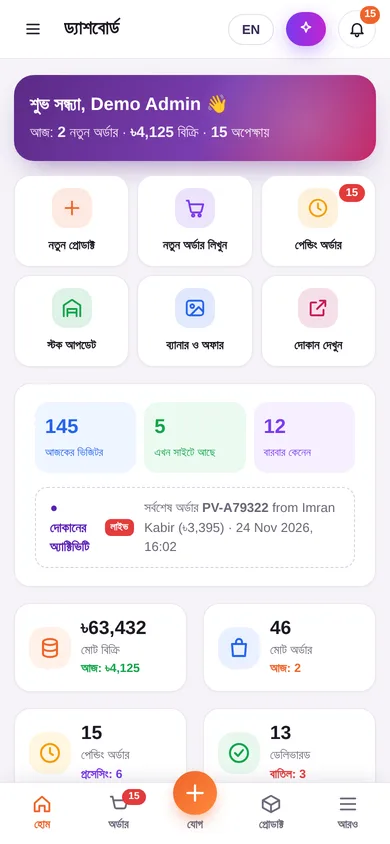 15
ড্যাশবোর্ড
EN
শুভ সন্ধ্যা, Demo Admin 👋
আজ: 2 নতুন অর্ডার · ৳4,125 বিক্রি · 15 অপেক্ষায়
নতুন প্রোডাক্ট
নতুন অর্ডার লিখুন
15
পেন্ডিং অর্ডার
স্টক আপডেট
ব্যানার ও অফার
দোকান দেখুন
145
আজকের ভিজিটর
5
এখন সাইটে আছে
12
বারবার কেনেন
● দোকানের অ্যাক্টিভিটি
লাইভ
সর্বশেষ অর্ডার PV-A79322 from Imran
Kabir (৳3,395) · 24 Nov 2026,
16:02
৳63,432
মোট বিক্রি
আজ: ৳4,125
46
মোট অর্ডার
আজ: 2
15
পেন্ডিং অর্ডার
প্রসেসিং: 6
13
ডেলিভারড
বাতিল: 3
হোম
15
অর্ডার
যোগ
প্রোডাক্ট
আরও